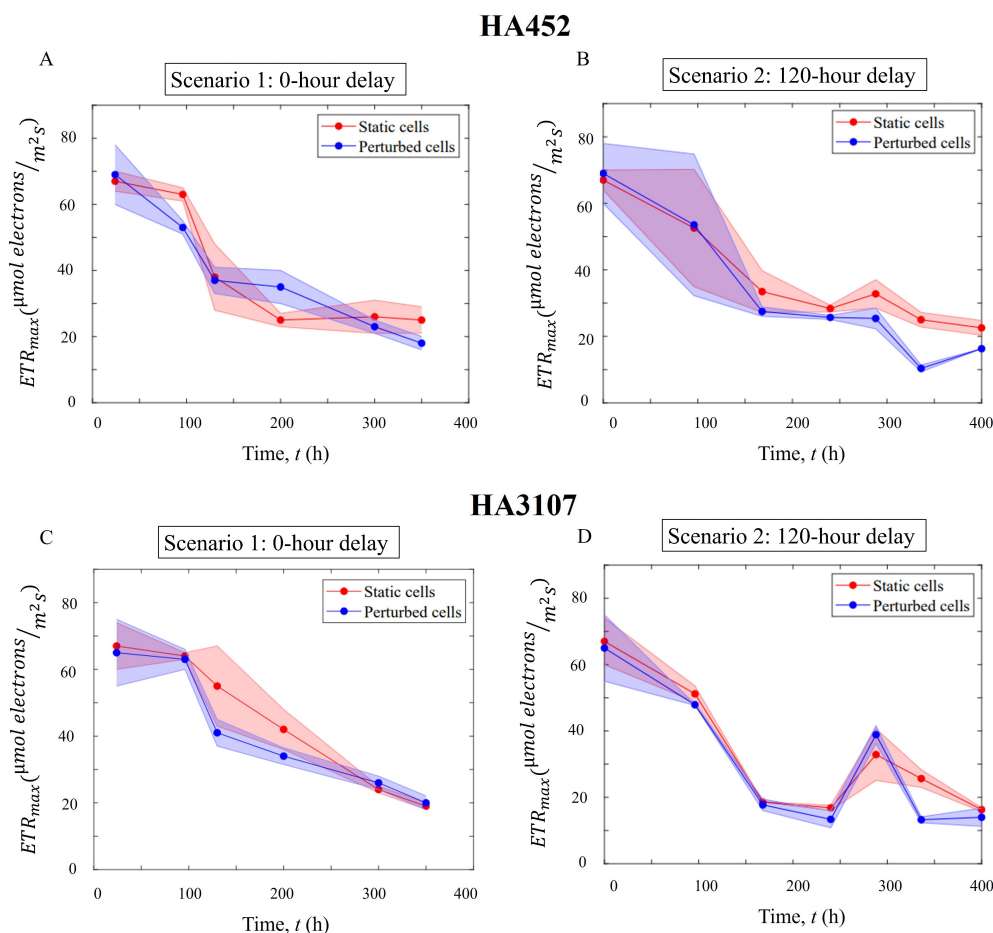 HA452
A
Scenario 1: 0-hour delay
ETRmax(μmol electrons/m²s)
80
60
40
20
0
Static cells
Perturbed cells
0 100 200 300 400
Time, t (h)
B
Scenario 2: 120-hour delay
ETRmax(μmol electrons/m²s)
80
60
40
20
0
Static cells
Perturbed cells
0 100 200 300 400
Time, t (h)
HA3107
C
Scenario 1: 0-hour delay
ETRmax(μmol electrons/m²s)
80
60
40
20
0
Static cells
Perturbed cells
0 100 200 300 400
Time, t (h)
D
Scenario 2: 120-hour delay
ETRmax(μmol electrons/m²s)
80
60
40
20
0
Static cells
Perturbed cells
0 100 200 300 400
Time, t (h)